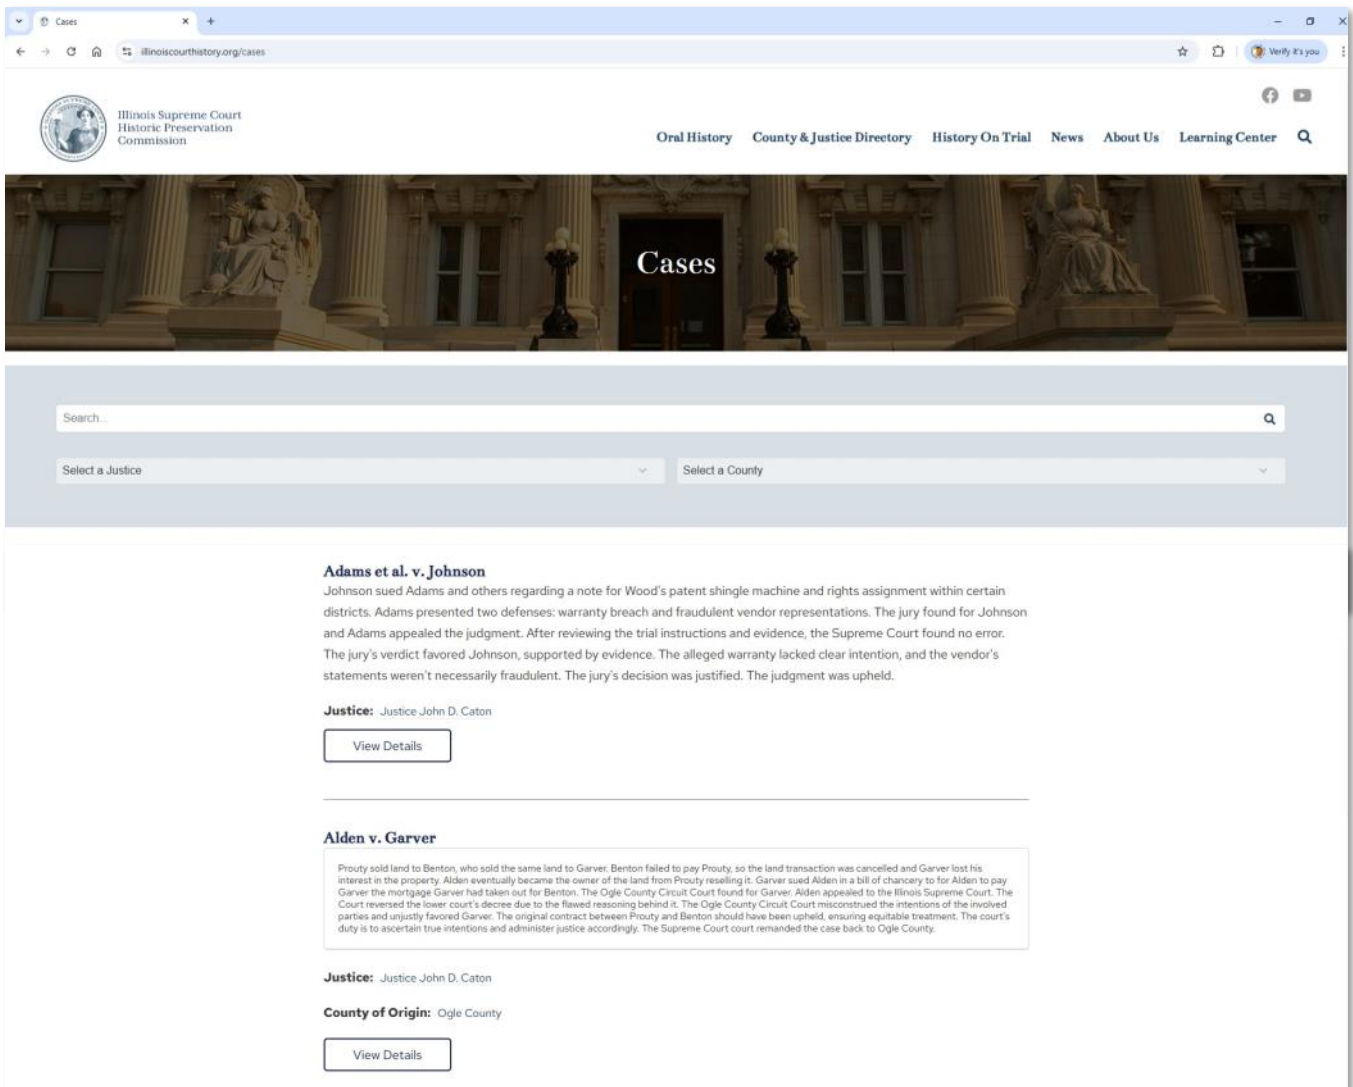 Cases
illinoiscourthistory.org/cases
Verify it's you
Illinois Supreme Court
Historic Preservation
Commission
Oral History County & Justice Directory History On Trial News About Us Learning Center
Cases
Search...
Select a Justice Select a County
Adams et al. v. Johnson
Johnson sued Adams and others regarding a note for Wood's patent shingle machine and rights assignment within certain
districts. Adams presented two defenses: warranty breach and fraudulent vendor representations. The jury found for Johnson
and Adams appealed the judgment. After reviewing the trial instructions and evidence, the Supreme Court found no error.
The jury's verdict favored Johnson, supported by evidence. The alleged warranty lacked clear intention, and the vendor's
statements weren't necessarily fraudulent. The jury's decision was justified. The judgment was upheld.
Justice: Justice John D. Caton
View Details
Alden v. Garver
Prouty sold land to Benton, who sold the same land to Garver. Benton failed to pay Prouty, so the land transaction was cancelled and Garver lost his
interest in the property. Alden eventually became the owner of the land from Prouty reselling it. Garver sued Alden in a bill of chancery to for Alden to pay
Garver the mortgage Garver had taken out for Benton. The Ogle County Circuit Court found for Garver. Alden appealed to the Illinois Supreme Court. The
Court reversed the lower court's decree due to the flawed reasoning behind it. The Ogle County Circuit Court misconstrued the intentions of the involved
parties and unjustly favored Garver. The original contract between Prouty and Benton should have been upheld, ensuring equitable treatment. The court's
duty is to ascertain true intentions and administer justice accordingly. The Supreme Court court remanded the case back to Ogle County.
Justice: Justice John D. Caton
County of Origin: Ogle County
View Details